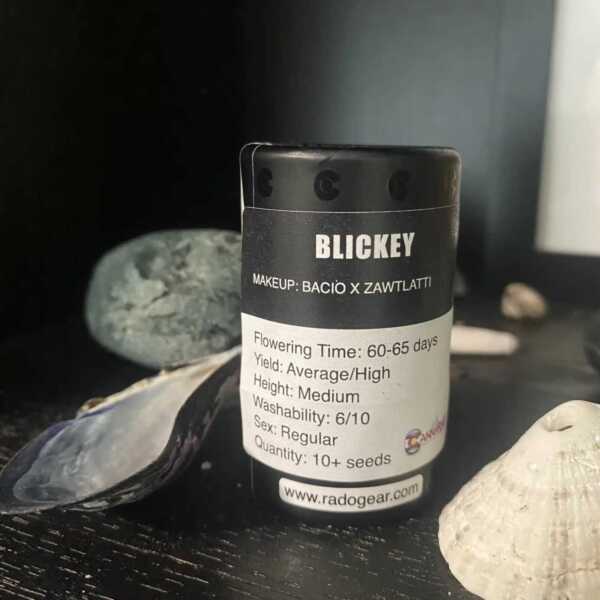 BLICKEY
MAKEUP: BACIO X ZAWTLATTI
Flowering Time: 60-65 days
Yield: Average/High
Height: Medium
Washability: 6/10
Sex: Regular
Quantity: 10+ seeds
www.radogear.com